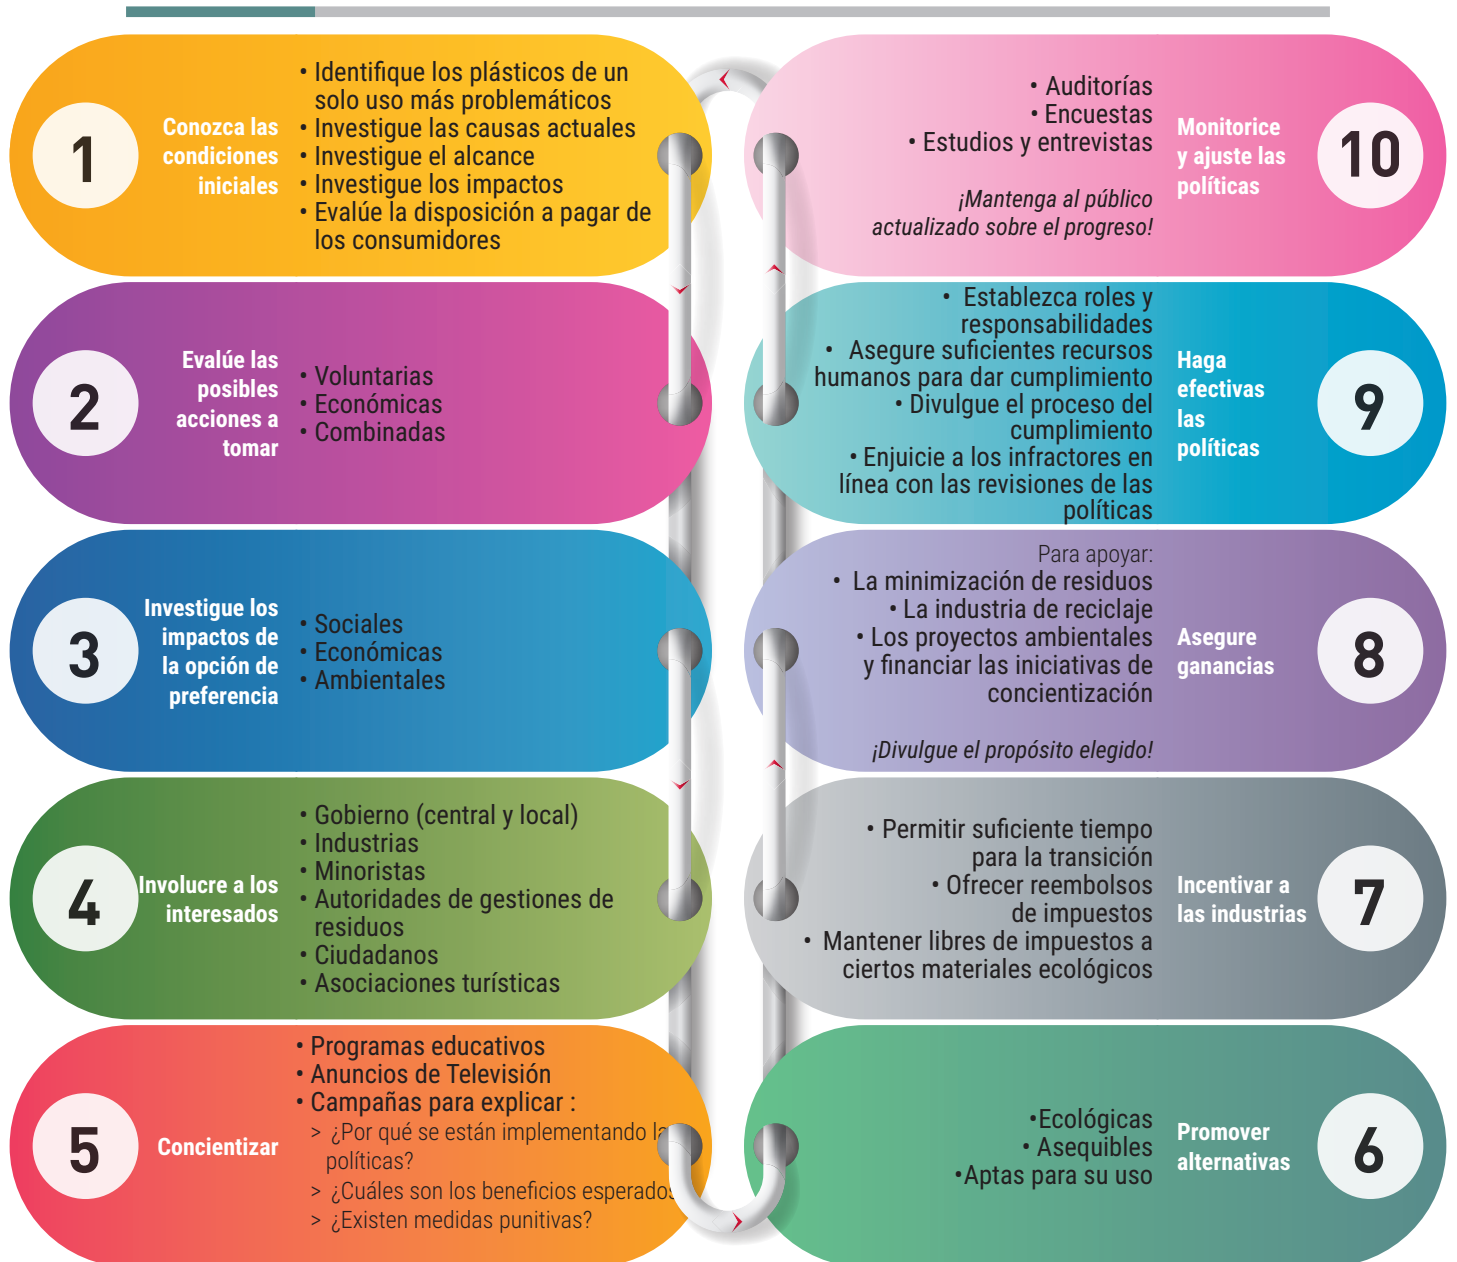 1
Conozca las
condiciones
iniciales
• Identifique los plásticos de un
solo uso más problemáticos
• Investigue las causas actuales
• Investigue el alcance
• Investigue los impactos
• Evalúe la disposición a pagar de
los consumidores
2
Evalúe las
posibles
acciones a
tomar
• Voluntarias
• Económicas
• Combinadas
3
Investigue los
impactos de
la opción de
preferencia
• Sociales
• Económicas
• Ambientales
4
Involucre a los
interesados
• Gobierno (central y local)
• Industrias
• Minoristas
• Autoridades de gestiones de
residuos
• Ciudadanos
• Asociaciones turísticas
5
Concientizar
• Programas educativos
• Anuncios de Televisión
• Campañas para explicar :
> ¿Por qué se están implementando
políticas?
> ¿Cuáles son los beneficios esperados
> ¿Existen medidas punitivas?
•Ecológicas
• Asequibles
•Aptas para su uso
Promover
alternativas
6
• Permitir suficiente tiempo
para la transición
• Ofrecer reembolsos
de impuestos
• Mantener libres de impuestos a
ciertos materiales ecológicos
Incentivar a
las industrias
7
Para apoyar:
• La minimización de residuos
• La industria de reciclaje
• Los proyectos ambientales
y financiar las iniciativas de
concientización
¡Divulgue el propósito elegido!
Asegure
ganancias
8
• Establezca roles y
responsabilidades
• Asegure suficientes recursos
humanos para dar cumplimiento
• Divulgue el proceso del
cumplimiento
• Enjuicie a los infractores en
línea con las revisiones de las
políticas
Haga
efectivas
las
políticas
9
• Auditorías
• Encuestas
• Estudios y entrevistas
¡Mantenga al público
actualizado sobre el progreso!
Monitorice
y ajuste las
políticas
10